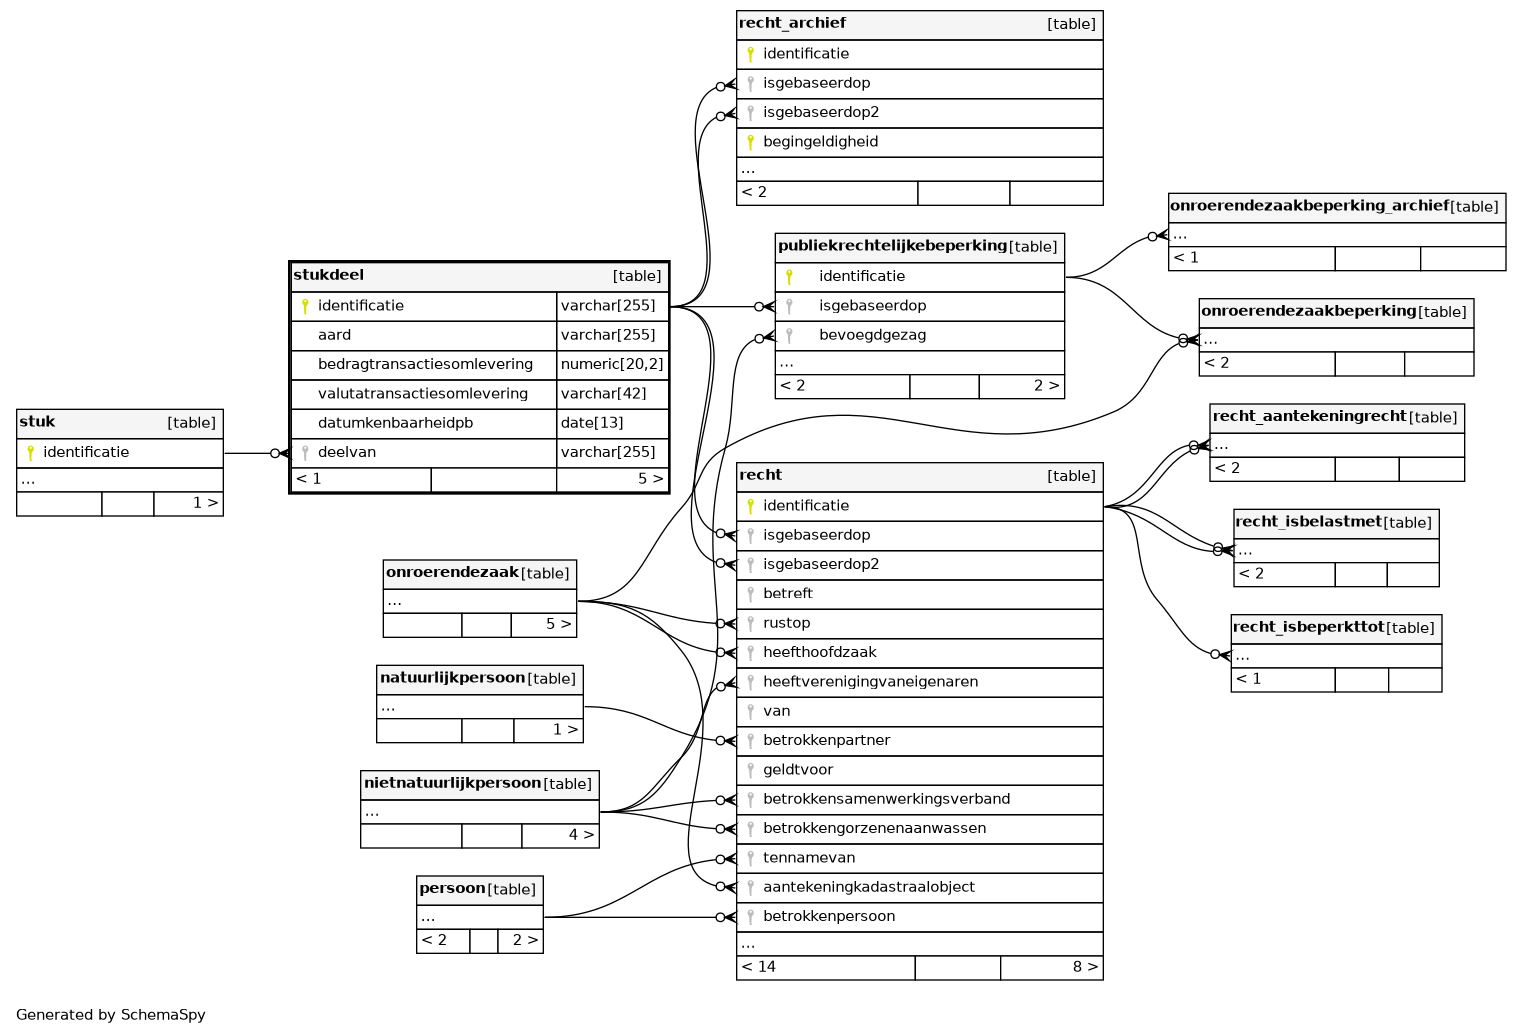 recht_archief [table]
identificatie
isgebaseerdop
isgebaseerdop2
begingeldigheid
...
< 2
onroerendezaakbeperking_archief [table]
...
< 1
publiekrechtelijkebeperking [table]
identificatie
isgebaseerdop
bevoegdgezag
...
< 2 2 >
stukdeel [table]
identificatie varchar[255]
aard varchar[255]
bedragtransactiesomlevering numeric[20,2]
valutatransactiesomlevering varchar[42]
datumkenbaarheidpb date[13]
deelvan varchar[255]
< 1 5 >
onroerendezaakbeperking [table]
...
< 2
stuk [table]
identificatie
...
1 >
recht_aantekeningrecht [table]
...
< 2
recht [table]
identificatie
isgebaseerdop
isgebaseerdop2
betreft
rustop
heefthoofdzaak
heeftverenigingvaneigenaren
van
betrokkenpartner
geldtvoor
betrokkensamenwerkingsverband
betrokkengorzenenaanwassen
tennamevan
aantekeningkadastraalobject
betrokkenpersoon
...
< 14 8 >
recht_isbelastmet [table]
...
< 2
recht_isbeperkttot [table]
...
< 1
onroerendezaak [table]
...
5 >
natuurlijkpersoon [table]
...
1 >
nietnatuurlijkpersoon [table]
...
4 >
persoon [table]
...
< 2 2 >
Generated by SchemaSpy